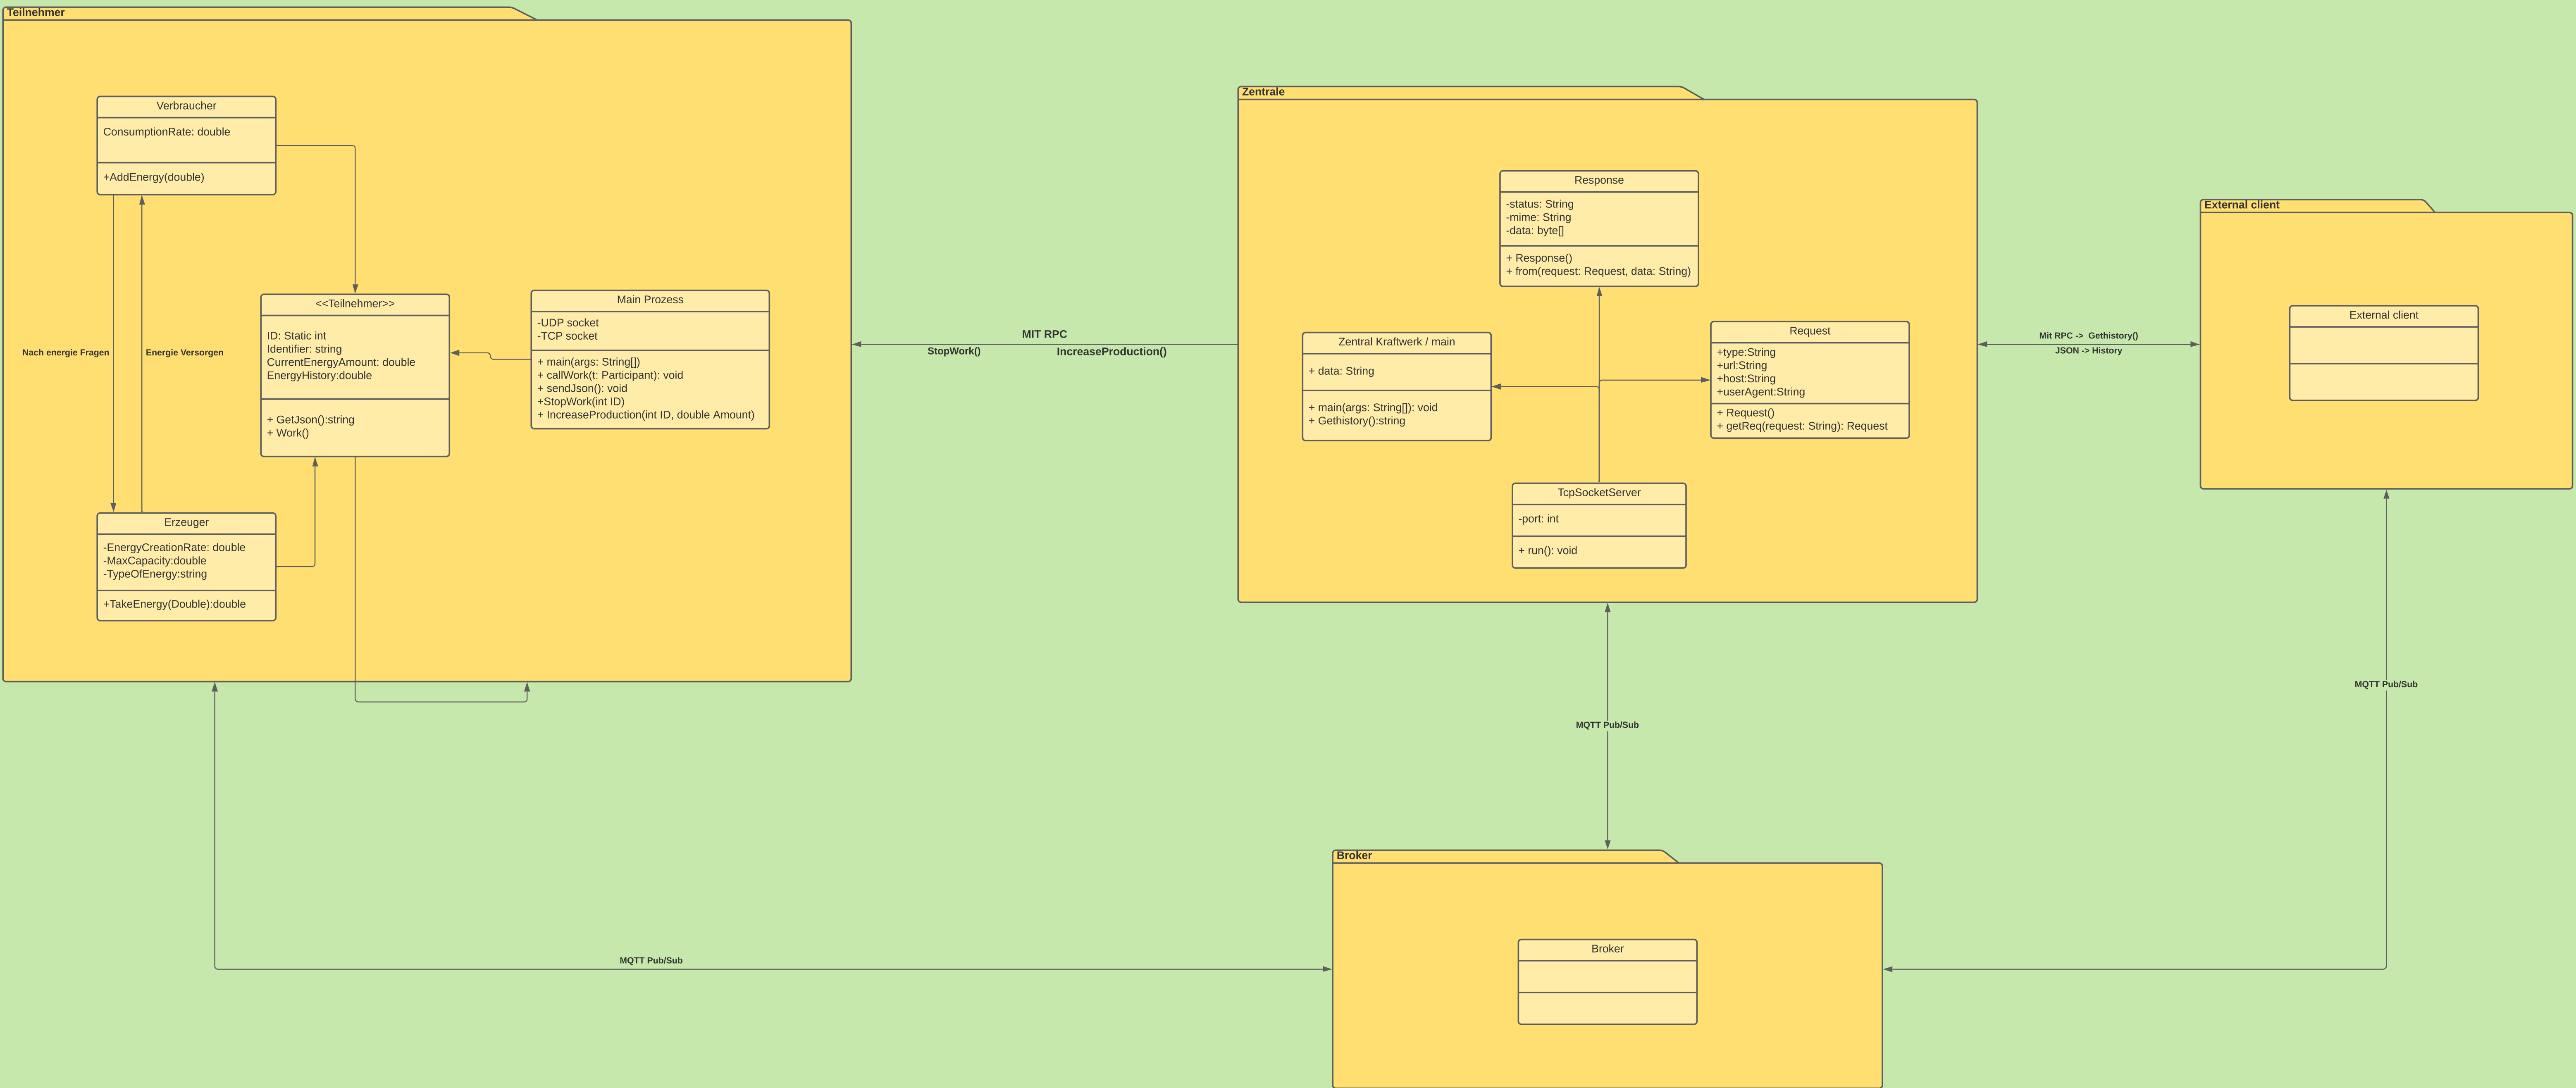 Teilnehmer
Verbraucher
ConsumptionRate: double
+AddEnergy(double)
Nach energie Fragen
Energie Versorgen
<<Teilnehmer>>
ID: Static int
Identifier: string
CurrentEnergyAmount: double
EnergyHistory:double
+ GetJson():string
+ Work()
Main Prozess
-UDP socket
-TCP socket
+ main(args: String[])
+ callWork(t: Participant): void
+ sendJson(): void
+StopWork(int ID)
+ IncreaseProduction(int ID, double Amount)
Erzeuger
-EnergyCreationRate: double
-MaxCapacity:double
-TypeOfEnergy:string
+TakeEnergy(Double):double
MIT RPC
StopWork()
IncreaseProduction()
Zentrale
Response
-status: String
-mime: String
-data: byte[]
+ Response()
+ from(request: Request, data: String)
Zentral Kraftwerk / main
+ data: String
+ main(args: String[]): void
+ Gethistory():string
Request
+type:String
+url:String
+host:String
+userAgent:String
+ Request()
+ getReq(request: String): Request
TcpSocketServer
-port: int
+ run(): void
Mit RPC -> Gethistory()
JSON -> History
External client
External client
MQTT Pub/Sub
MQTT Pub/Sub
MQTT Pub/Sub
Broker
Broker